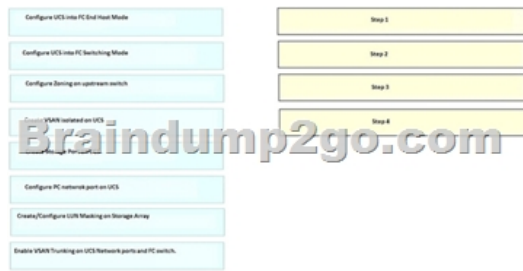 Configure UCS into FC End Host Mode
Step 1
Configure UCS into FC Switching Mode
Step 2
Configure Zoning on upstream switch
Step 3
VSAN isolated on UCS
Step 4
Braindump2go.com
Configure PC network port on UCS
Create/Configure LUN Masking on Storage Array
Enable VSAN Trunking on UCS Network ports and FC switch.